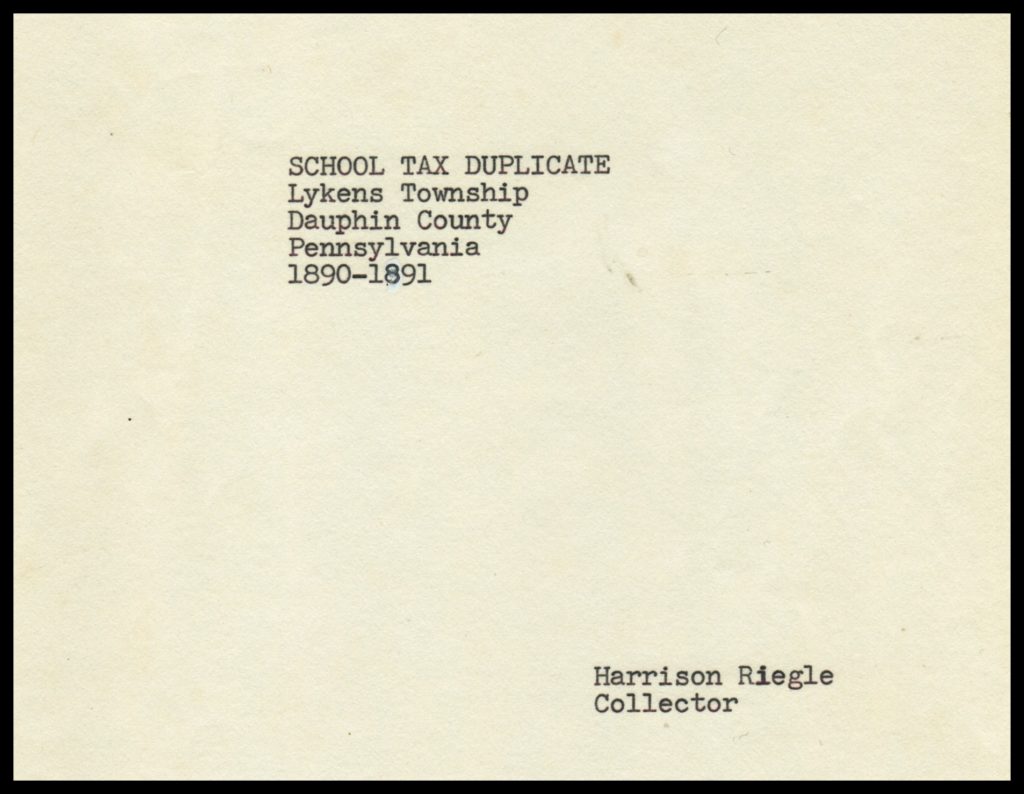 SCHOOL TAX DUPLICATE
Lykens Township
Dauphin County
Pennsylvania
1890-1891
Harrison Riegle
Collector